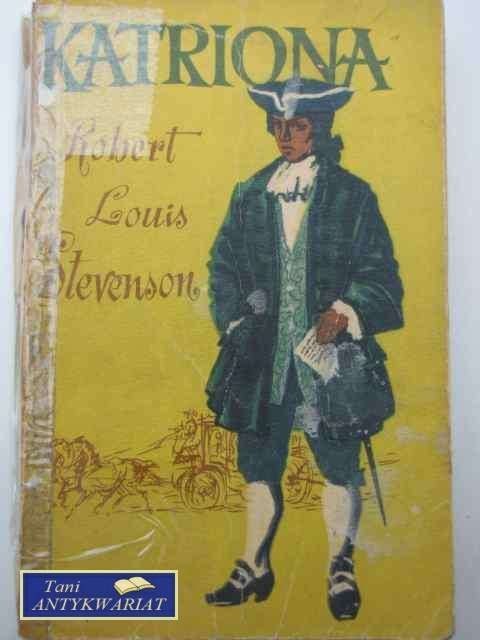 KATRIONA
Robert
Louis
Stevenson
Tani
ANTYKWARIAT